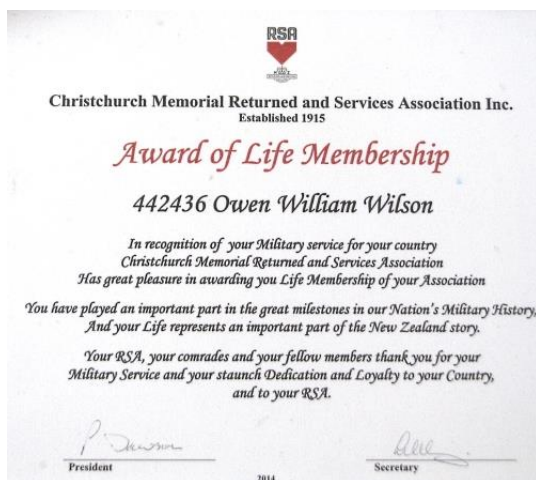 RSA
Christchurch Memorial Returned and Services Association Inc.
Established 1915
Award of Life Membership
442436 Owen William Wilson
In recognition of your Military service for your country
Christchurch Memorial Returned and Services Association
Has great pleasure in awarding you Life Membership of your Association
You have played an important part in the great milestones in our Nation's Military History,
And your Life represents an important part of the New Zealand story.
Your RSA, your comrades and your fellow members thank you for your
Military Service and your staunch Dedication and Loyalty to your Country,
and to your RSA.
President
Secretary
2014